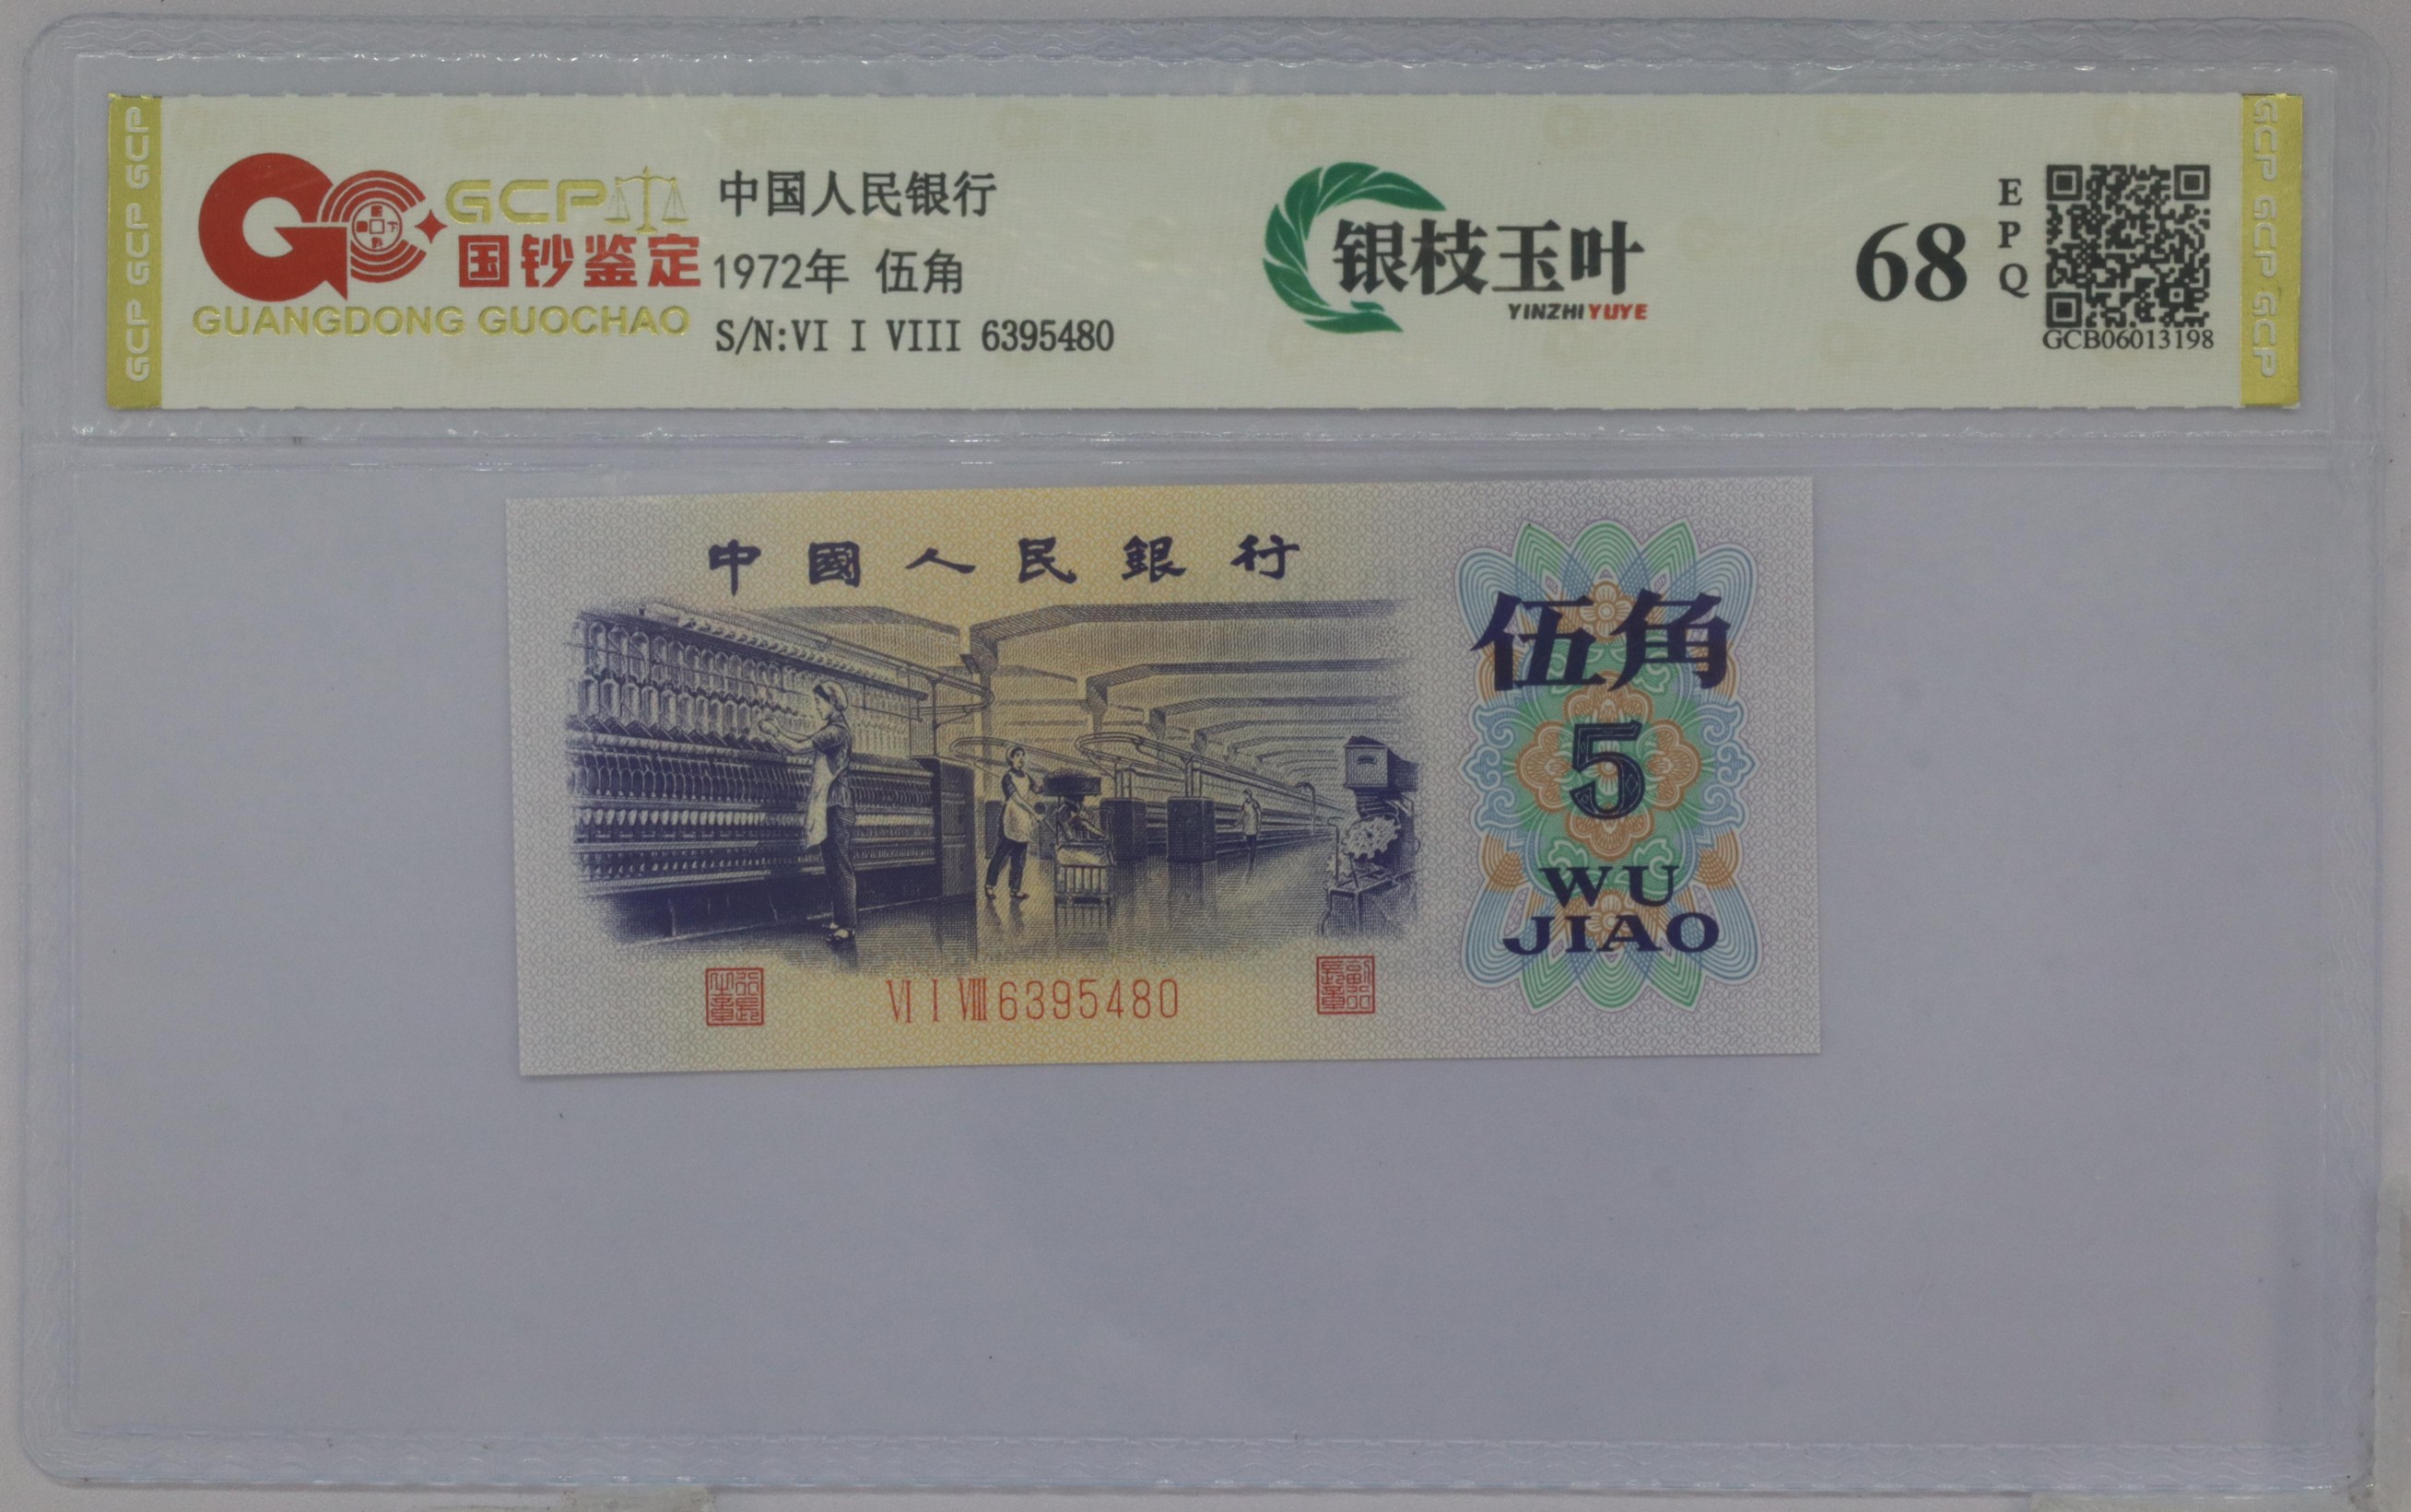 GCP GCP GCP
GCP
国钞鉴定
GUANGDONG GUOCHAO
中国人民银行
1972年 伍角
S/N:VI I VIII 6395480
银枝玉叶
YINZHI YUYE
68
EPQ
GCB06013198
GCP GCP GCP
中國人民銀行
伍角
5
WU
JIAO
VI I VIII 6395480